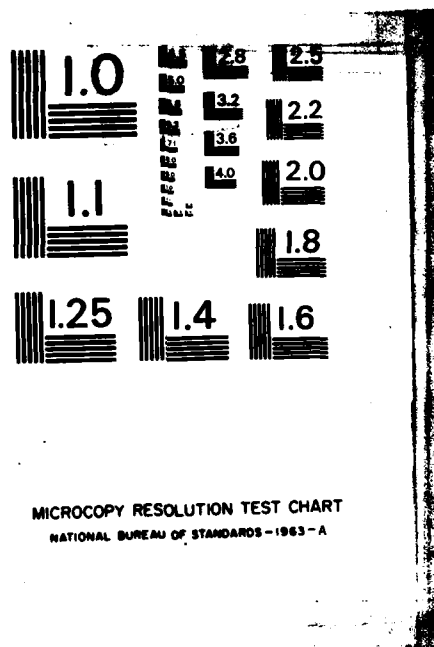 1.0 2.8 2.5
3.2 2.2
3.6
4.0 2.0
1.1
1.8
1.25 1.4 1.6
MICROCOPY RESOLUTION TEST CHART
NATIONAL BUREAU OF STANDARDS-1963-A